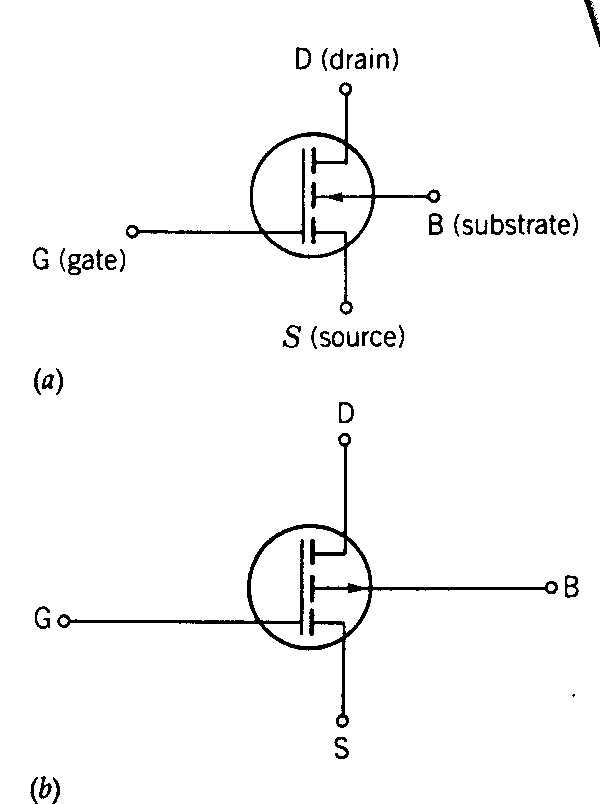 D (drain)
B (substrate)
G (gate)
S (source)
(a)
D
B
G
S
(b)